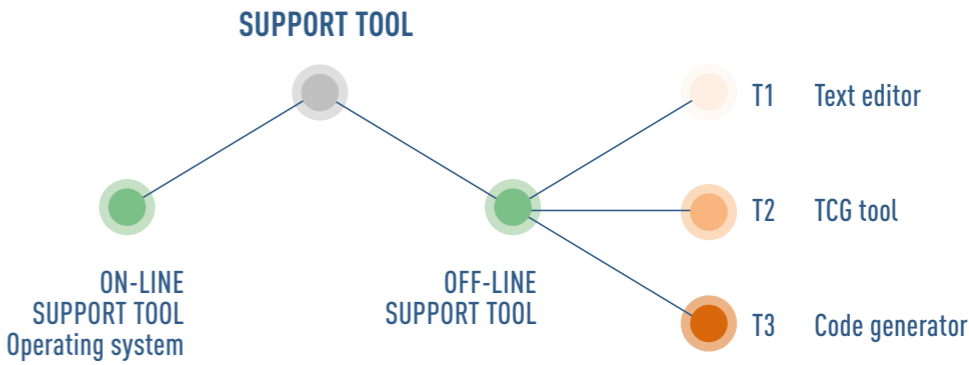 SUPPORT TOOL
T1 Text editor
T2 TCG tool
ON-LINE
SUPPORT TOOL
Operating system
OFF-LINE
SUPPORT TOOL
T3 Code generator